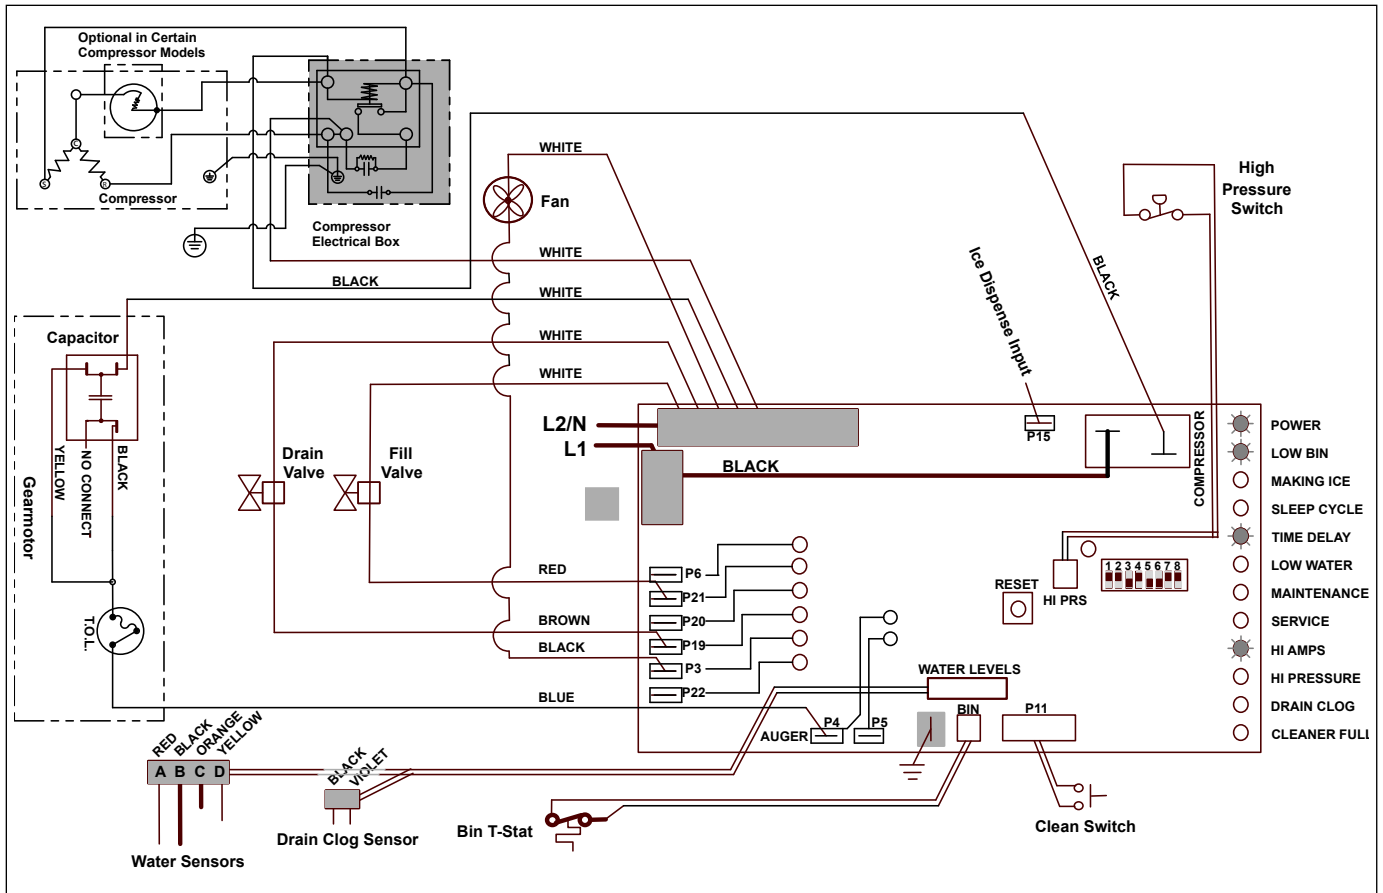 Optional in Certain
Compressor Models
C
S
R
Compressor
Compressor
Electrical Box
WHITE
Fan
WHITE
BLACK
WHITE
WHITE
WHITE
High
Pressure
Switch
BLACK
Ice Dispense Input
P15
Capacitor
YELLOW
NO CONNECT
BLACK
Gearmotor
T.O.L.
Drain
Valve
Fill
Valve
L2/N
L1
BLACK
COMPRESSOR
POWER
LOW BIN
MAKING ICE
SLEEP CYCLE
TIME DELAY
LOW WATER
MAINTENANCE
SERVICE
HI AMPS
HI PRESSURE
DRAIN CLOG
CLEANER FULL
RED
BROWN
BLACK
BLUE
P6
P21
P20
P19
P3
P22
RESET
HI PRS
1 2 3 4 5 6 7 8
WATER LEVELS
AUGER
P4
P5
BIN
P11
RED
BLACK
ORANGE
YELLOW
A B C D
Water Sensors
BLACK
VIOLET
Drain Clog Sensor
Bin T-Stat
Clean Switch